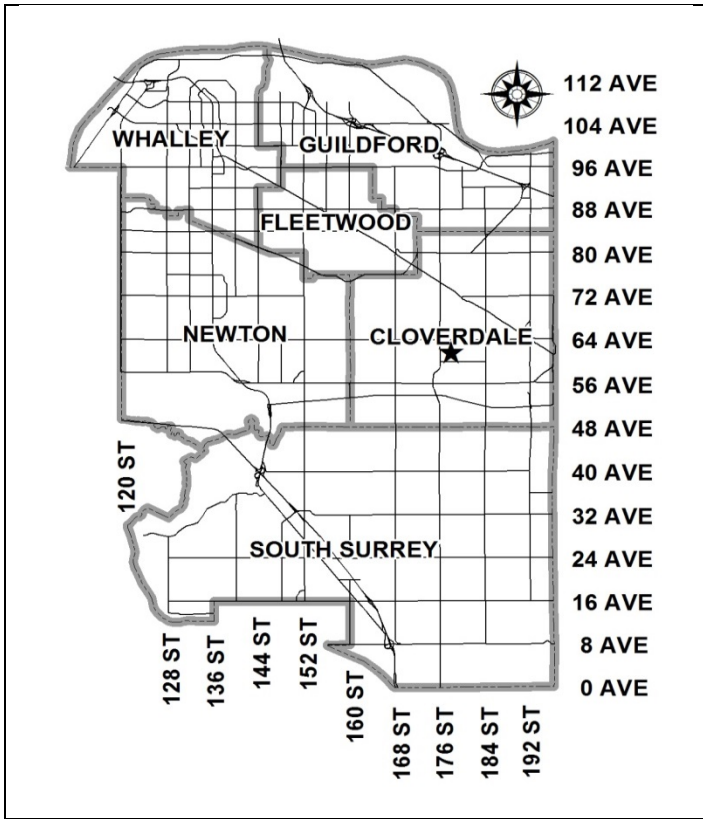 112 AVE
104 AVE
WHALLEY
GUILDFORD
96 AVE
88 AVE
FLEETWOOD
80 AVE
72 AVE
NEWTON
CLOVERDALE
64 AVE
56 AVE
48 AVE
120 ST
40 AVE
32 AVE
SOUTH SURREY
24 AVE
16 AVE
8 AVE
0 AVE
128 ST
136 ST
144 ST
152 ST
160 ST
168 ST
176 ST
184 ST
192 ST